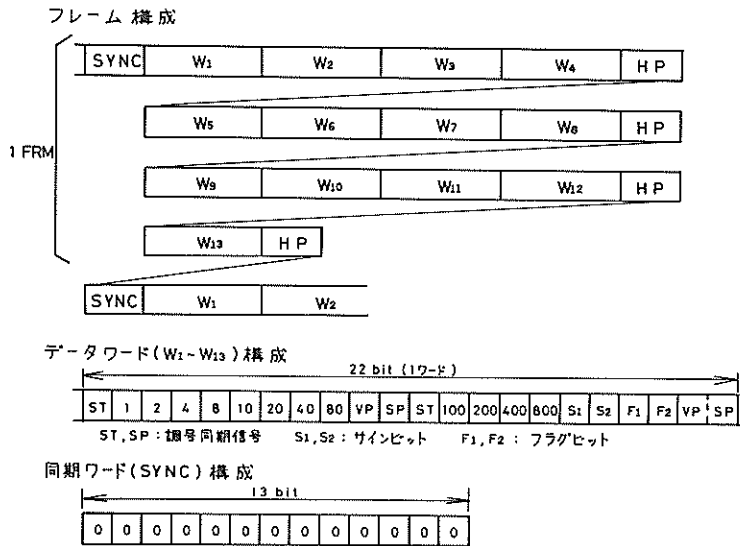 フレーム構成
SYNC W1 W2 W3 W4 HP
W5 W6 W7 W8 HP
1 FRM
W9 W10 W11 W12 HP
W13 HP
SYNC W1 W2
データワード(W1~W13)構成
22 bit (1ワード)
ST 1 2 4 8 10 20 40 80 VP SP ST 100 200 400 800 S1 S2 F1 F2 VP SP
ST,SP:調号同期信号 S1,S2: サインビット F1,F2: フラグビット
同期ワード(SYNC)構成
13 bit
0 0 0 0 0 0 0 0 0 0 0 0 0